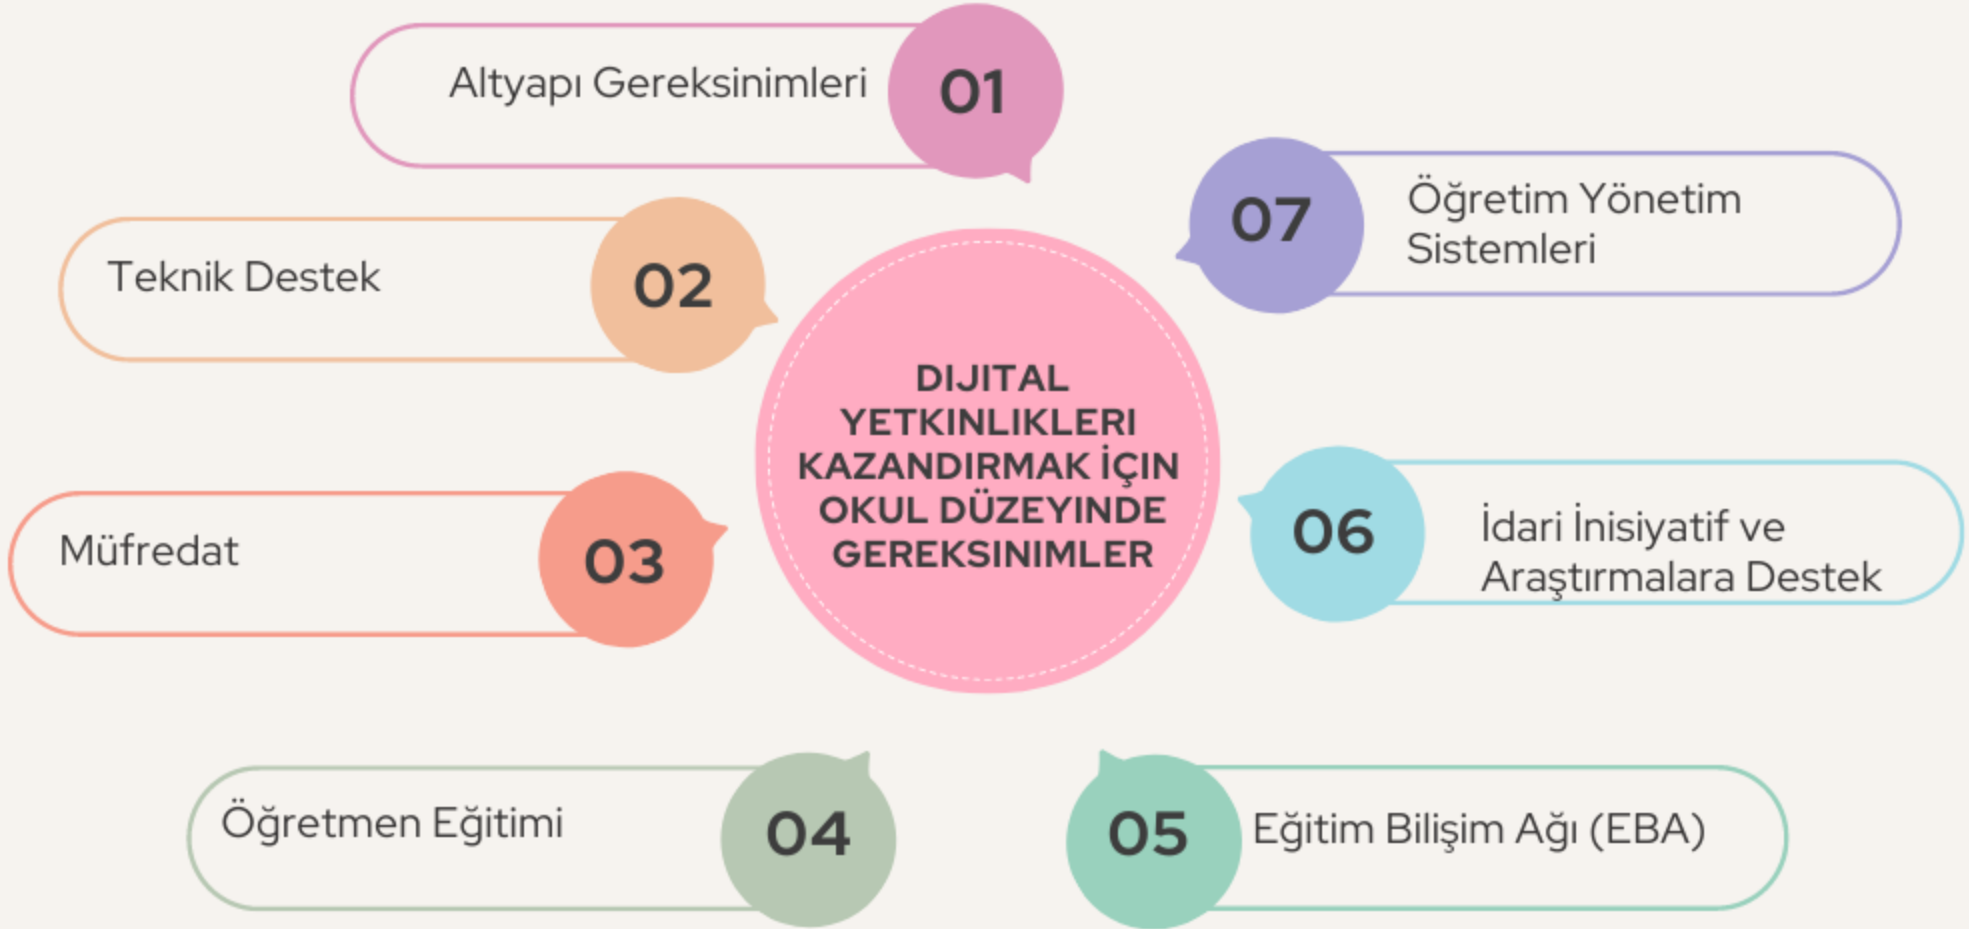 Altyapı Gereksinimleri
01
Teknik Destek
02
Müfredat
03
Öğretmen Eğitimi
04
05
Eğitim Bilişim Ağı (EBA)
06
İdari İnisiyatif ve
Araştırmalara Destek
07
Öğretim Yönetim
Sistemleri
DIJITAL
YETKINLIKLERI
KAZANDIRMAK İÇIN
OKUL DÜZEYINDE
GEREKSINIMLER